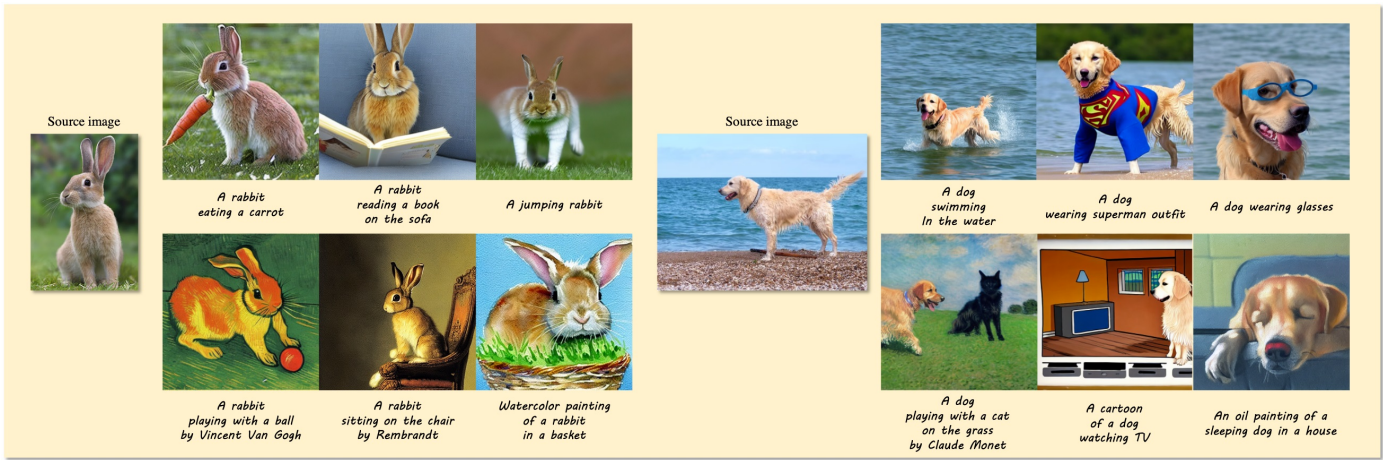 Source image
A rabbit
eating a carrot
A rabbit
reading a book
on the sofa
A jumping rabbit
A rabbit
playing with a ball
by Vincent Van Gogh
A rabbit
sitting on the chair
by Rembrandt
Watercolor painting
of a rabbit
in a basket
Source image
A dog
swimming
In the water
A dog
wearing superman outfit
A dog wearing glasses
A dog
playing with a cat
on the grass
by Claude Monet
A cartoon
of a dog
watching TV
An oil painting of a
sleeping dog in a house